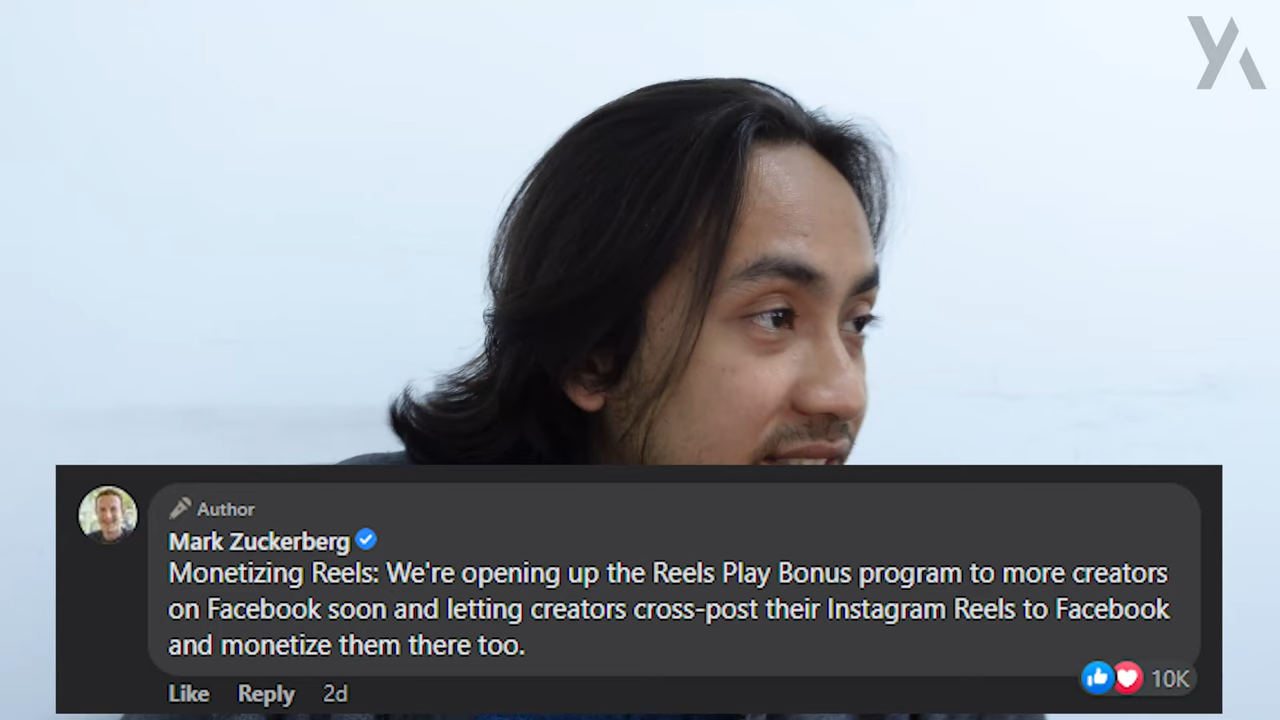 YA
Author
Mark Zuckerberg
Monetizing Reels: We're opening up the Reels Play Bonus program to more creators
on Facebook soon and letting creators cross-post their Instagram Reels to Facebook
and monetize them there too.
Like Reply 2d
10K